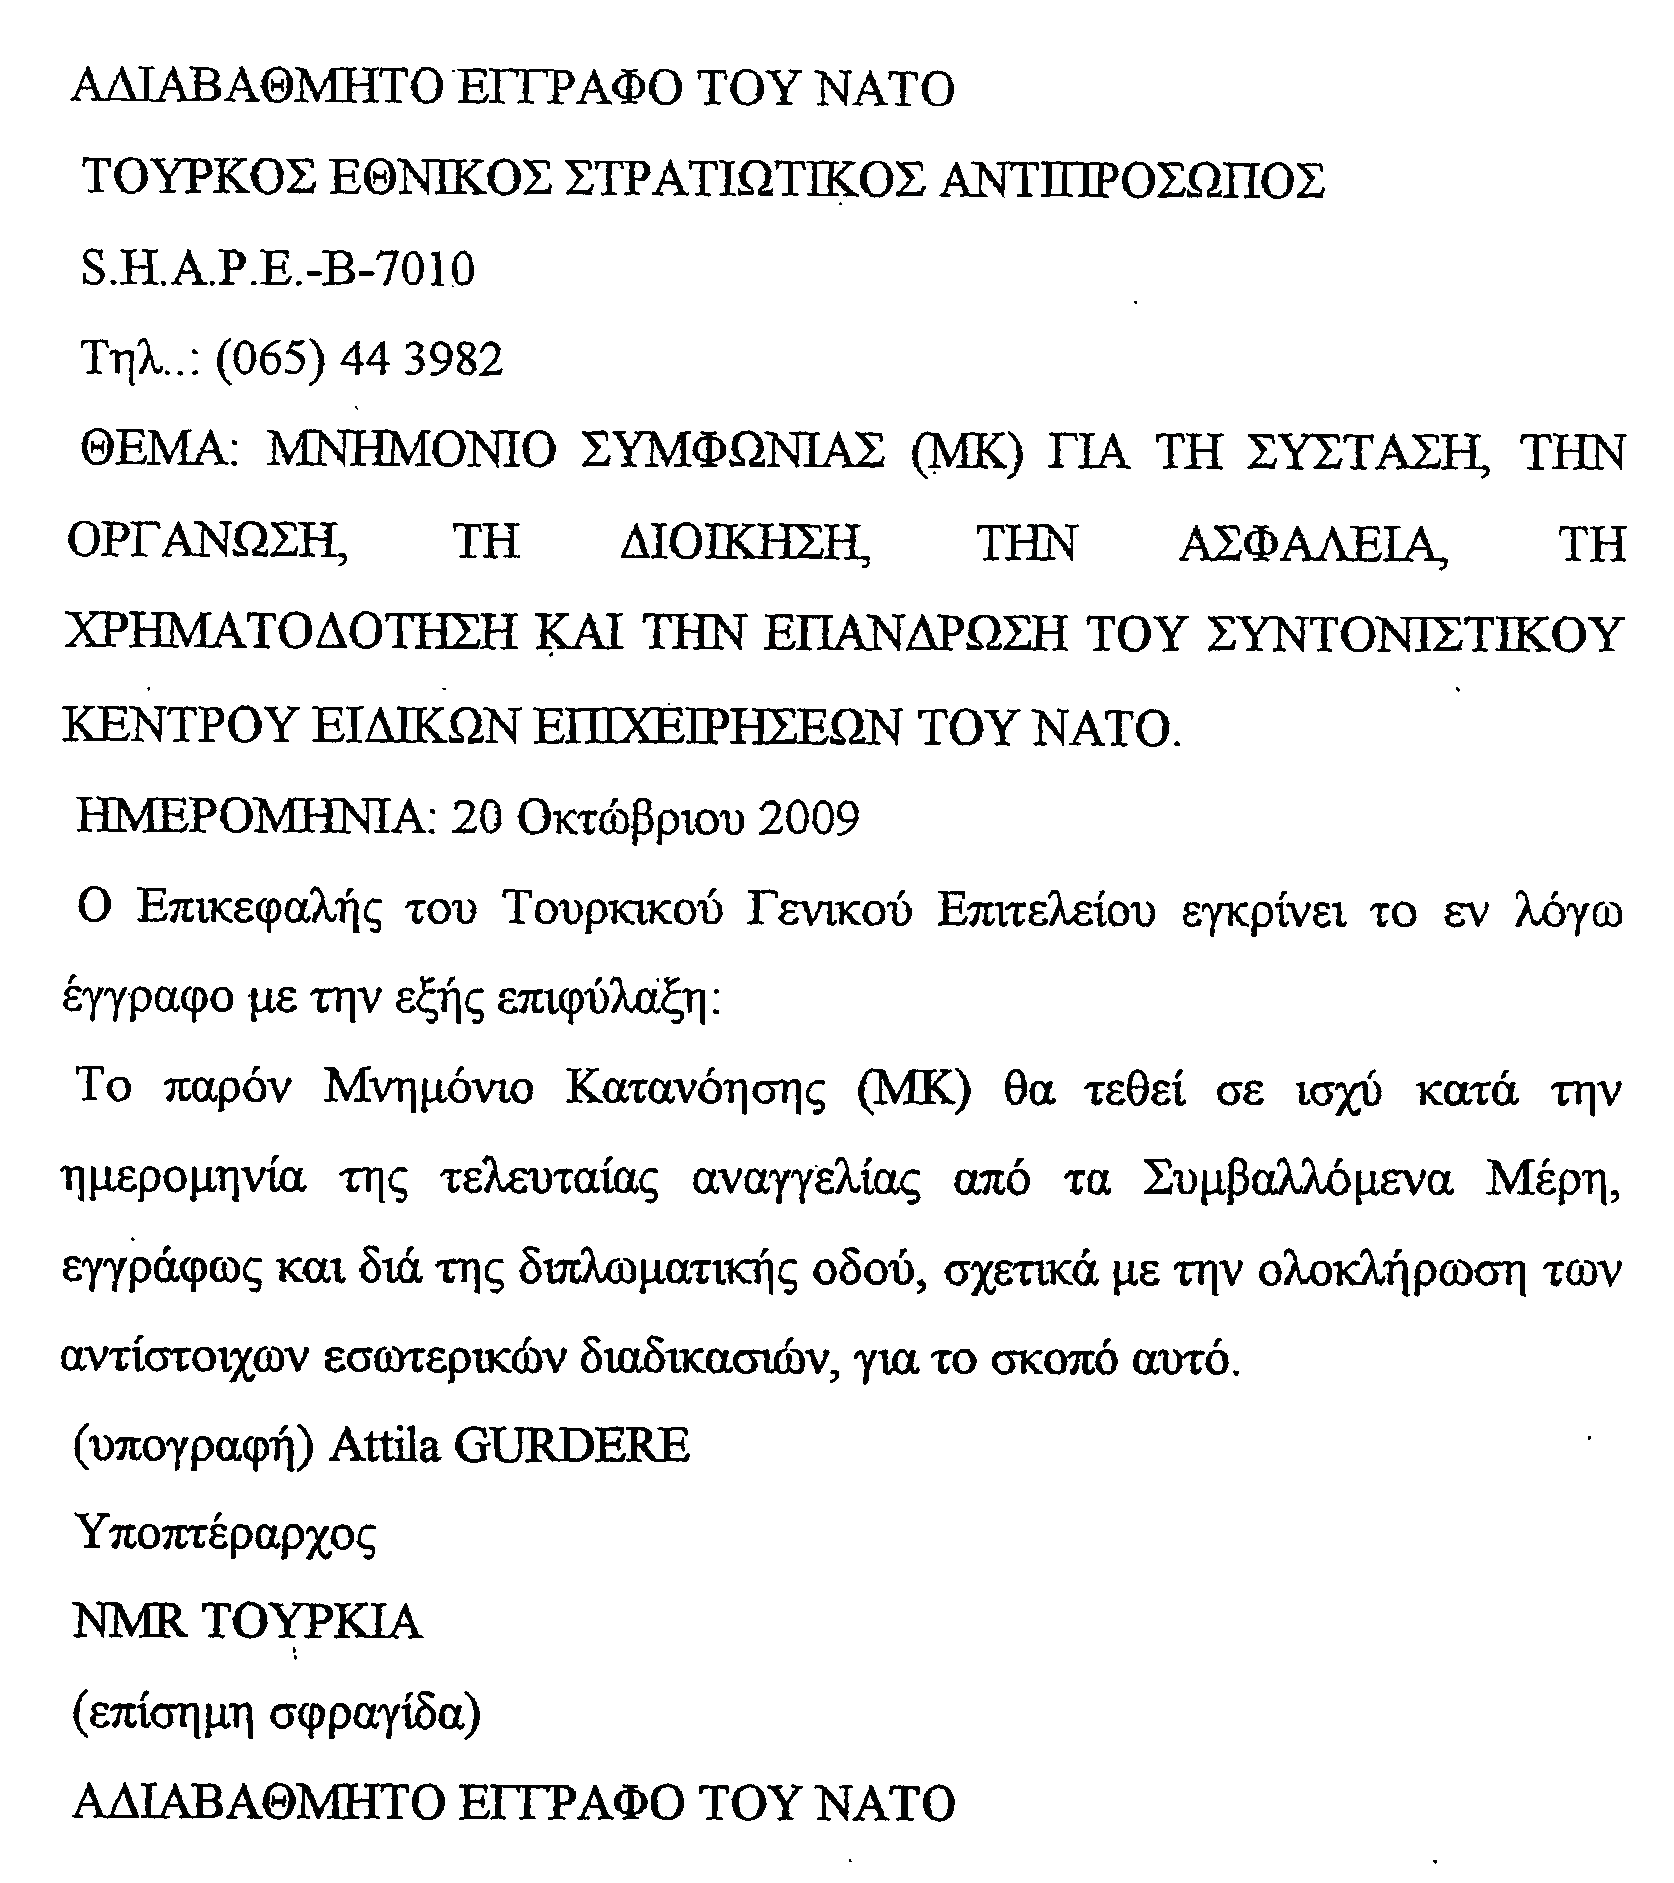 ΑΔΙΑΒΑΘΜΗΤΟ ΕΓΓΡΑΦΟ ΤΟΥ ΝΑΤΟ
ΤΟΥΡΚΟΣ ΕΘΝΙΚΟΣ ΣΤΡΑΤΙΩΤΙΚΟΣ ΑΝΤΙΠΡΟΣΩΠΟΣ
S.H.A.P.E.-B-7010
Τηλ..: (065) 44 3982
ΘΕΜΑ: ΜΝΗΜΟΝΙΟ ΣΥΜΦΩΝΙΑΣ (ΜΚ) ΓΙΑ ΤΗ ΣΥΣΤΑΣΗ, ΤΗΝ
ΟΡΓΑΝΩΣΗ, ΤΗ ΔΙΟΙΚΗΣΗ, ΤΗΝ ΑΣΦΑΛΕΙΑ, ΤΗ
ΧΡΗΜΑΤΟΔΟΤΗΣΗ ΚΑΙ ΤΗΝ ΕΠΑΝΔΡΩΣΗ ΤΟΥ ΣΥΝΤΟΝΙΣΤΙΚΟΥ
ΚΕΝΤΡΟΥ ΕΙΔΙΚΩΝ ΕΠΙΧΕΙΡΗΣΕΩΝ ΤΟΥ ΝΑΤΟ.
ΗΜΕΡΟΜΗΝΙΑ: 20 Οκτώβριου 2009
Ο Επικεφαλής του Τουρκικού Γενικού Επιτελείου εγκρίνει το εν λόγω
έγγραφο με την εξής επιφύλαξη:
Το παρόν Μνημόνιο Κατανόησης (ΜΚ) θα τεθεί σε ισχύ κατά την
ημερομηνία της τελευταίας αναγγελίας από τα Συμβαλλόμενα Μέρη,
εγγράφως και διά της διπλωματικής οδού, σχετικά με την ολοκλήρωση των
αντίστοιχων εσωτερικών διαδικασιών, για το σκοπό αυτό.
(υπογραφή) Attila GURDERE
Υποπτέραρχος
NMR ΤΟΥΡΚΙΑ
(επίσημη σφραγίδα)
ΑΔΙΑΒΑΘΜΗΤΟ ΕΓΓΡΑΦΟ ΤΟΥ ΝΑΤΟ